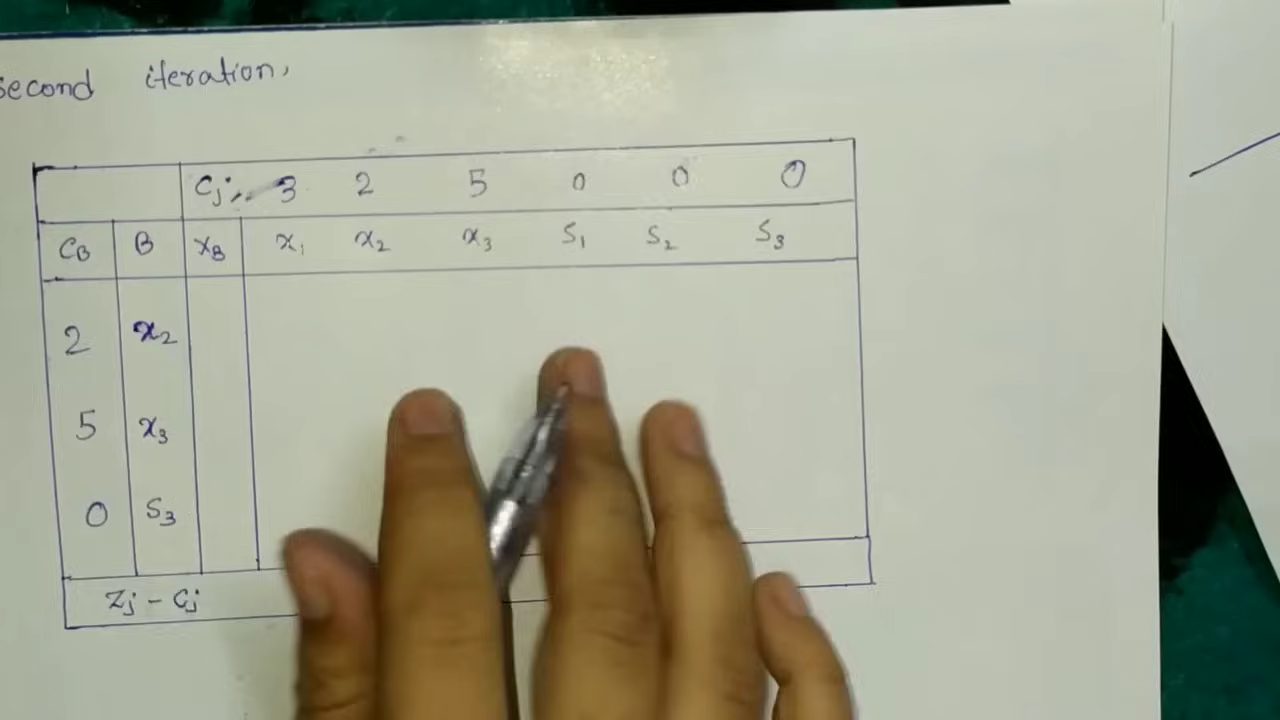 second iteration,
Cj 3 2 5 0 0 0
CB B XB x1 x2 x3 S1 S2 S3
2 x2
5 x3
0 S3
Zj - Cj